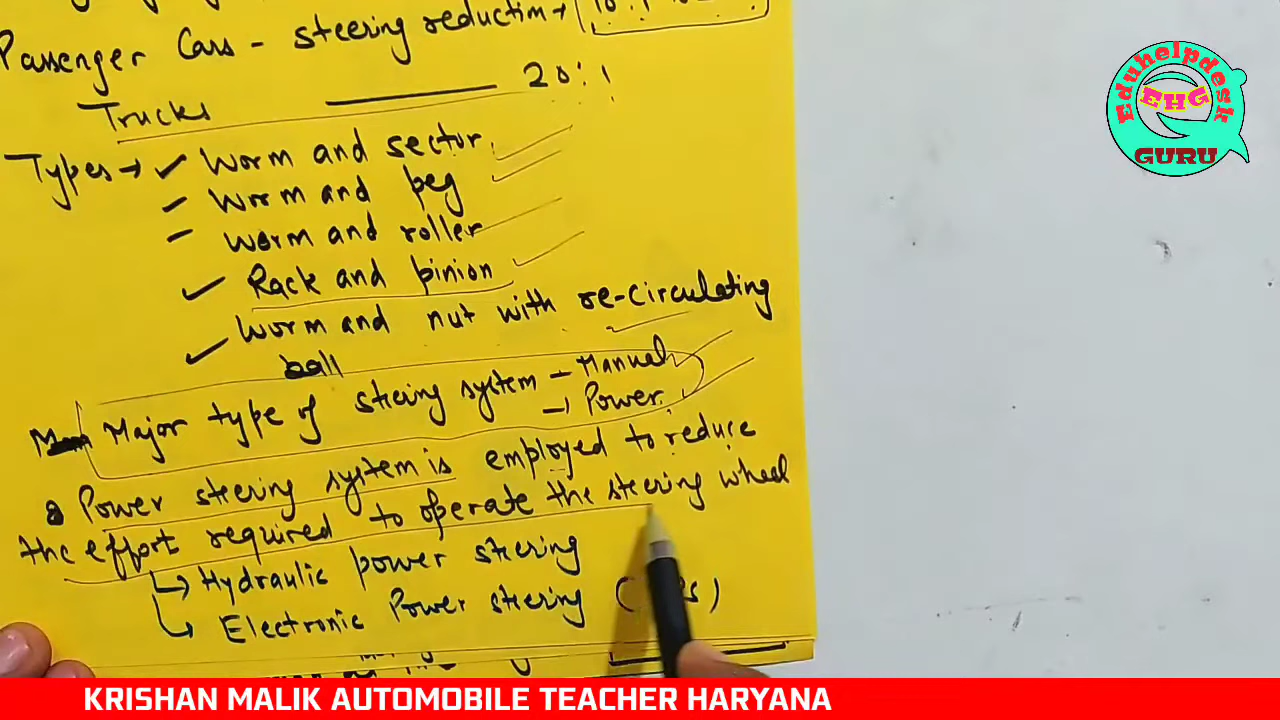 Passenger Cars - steering reduction →
Trucks ——— 20:1
Types → Worm and sector
Worm and peg
Worm and roller
Rack and pinion
Worm and nut with re-circulating
ball
Major type of steering system - Manual
→ Power
Power steering system is employed to reduce
the effort required to operate the steering wheel
Hydraulic power steering
Electronic Power steering
Eduhelpdesk
EHG
GURU
KRISHAN MALIK AUTOMOBILE TEACHER HARYANA